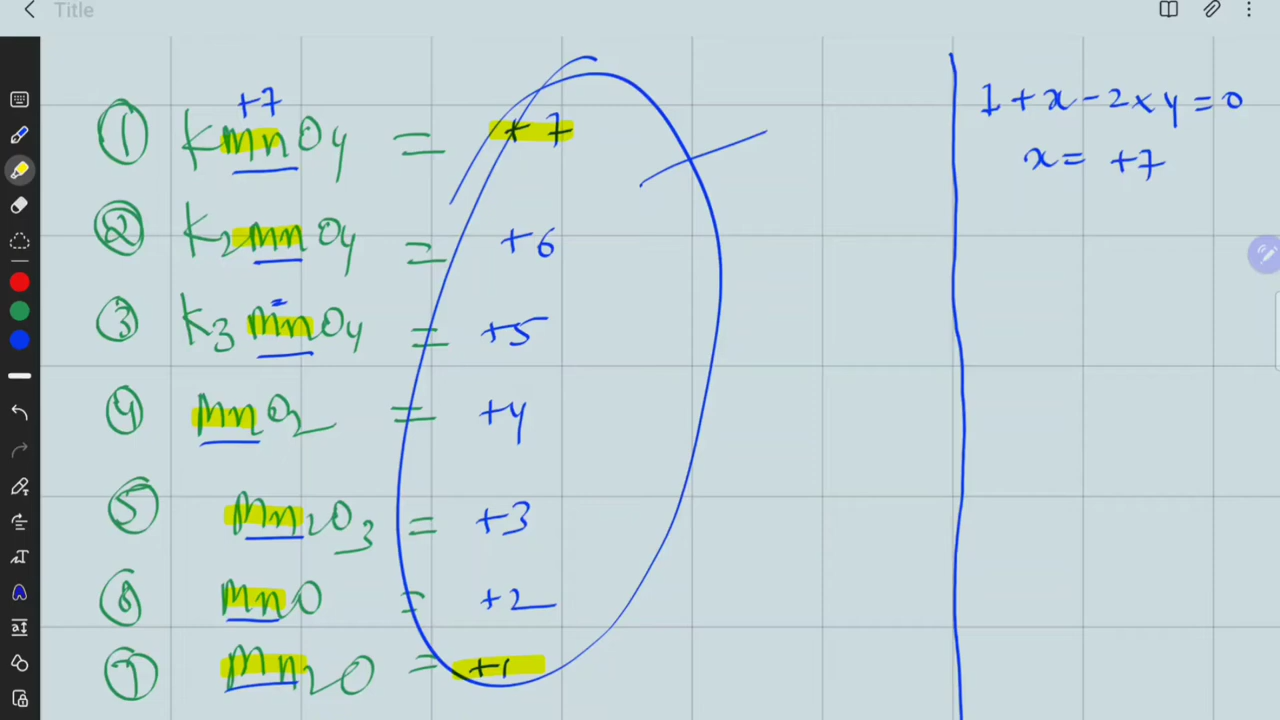 Title
+7
① KMnO4 = +7
② K2MnO4 = +6
③ K3MnO4 = +5
④ MnO2 = +4
⑤ Mn2O3 = +3
⑥ MnO = +2
⑦ Mn2O = +1
1 + x - 2 x 4 = 0
x = +7